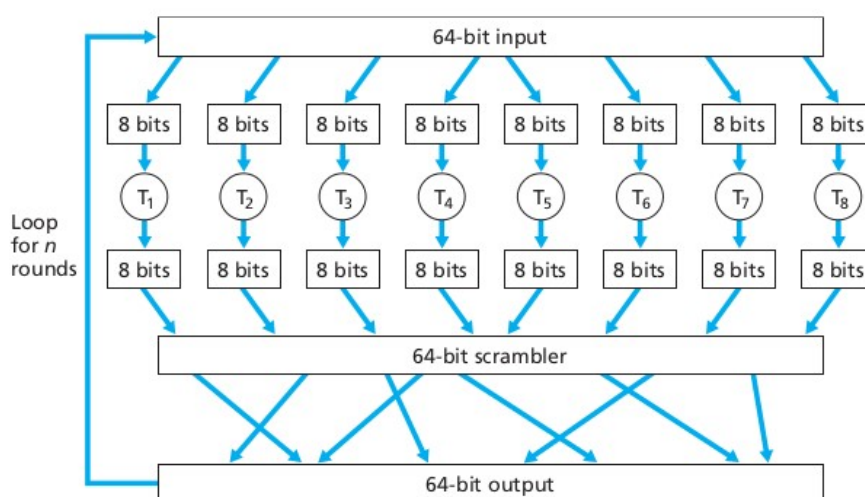 64-bit input
8 bits 8 bits 8 bits 8 bits 8 bits 8 bits 8 bits 8 bits
T1 T2 T3 T4 T5 T6 T7 T8
Loop
for n
rounds
8 bits 8 bits 8 bits 8 bits 8 bits 8 bits 8 bits 8 bits
64-bit scrambler
64-bit output